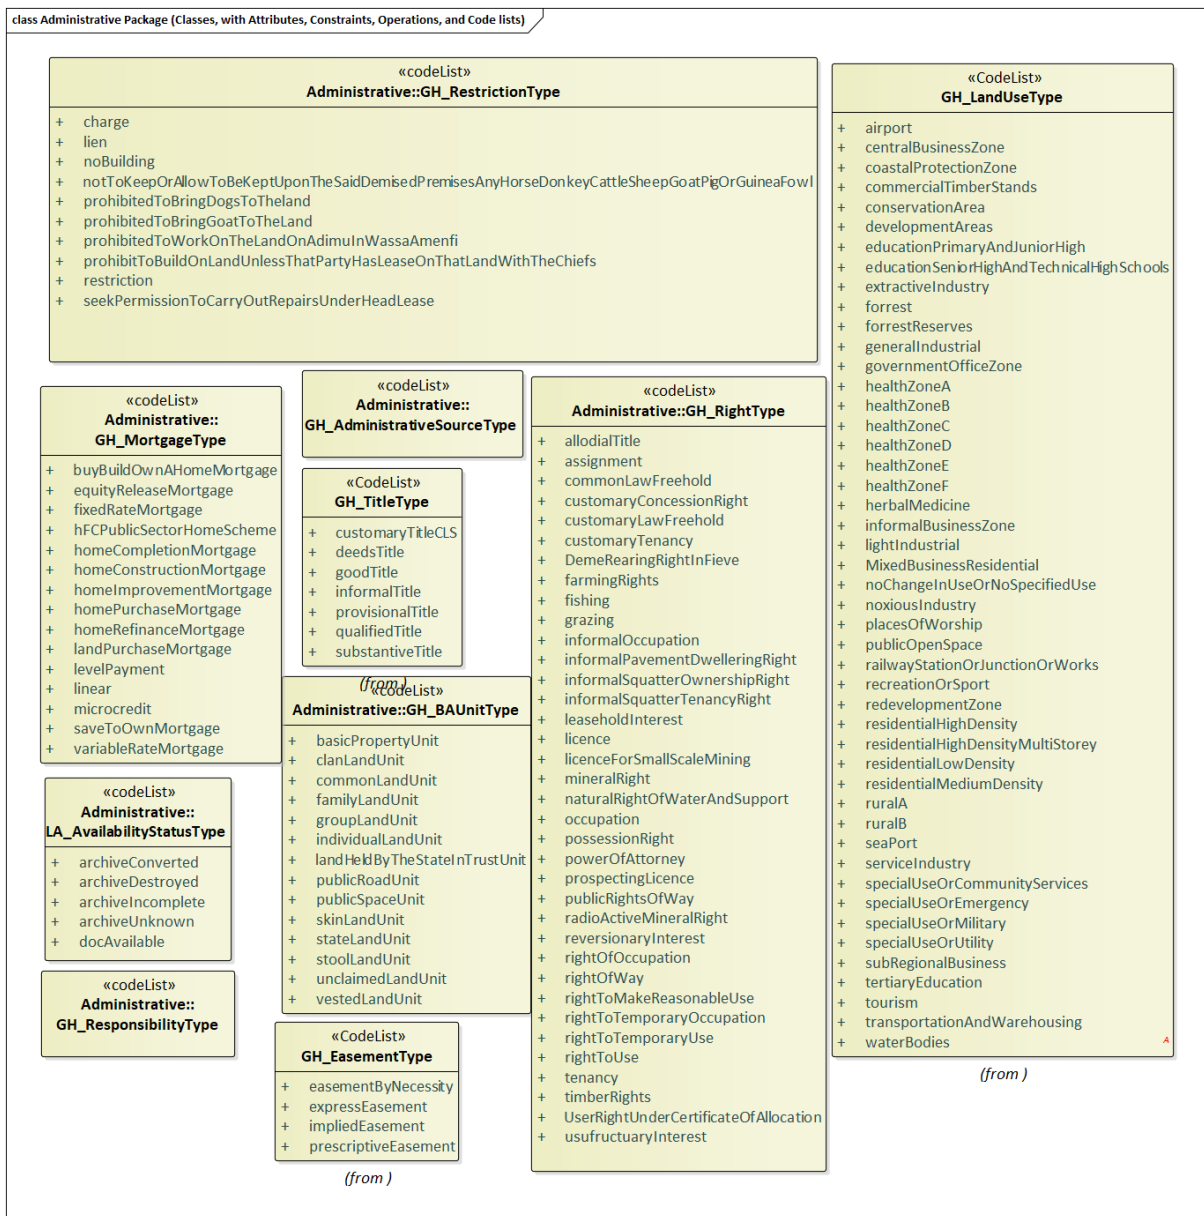 class Administrative Package (Classes, with Attributes, Constraints, Operations, and Code lists)
«codeList»
Administrative::GH_RestrictionType
+ charge
+ lien
+ noBuilding
+ notToKeepOrAllowToBeKeptUponTheSaidDemisedPremisesAnyHorseDonkeyCattleSheepGoatPigOrGuineaFowl
+ prohibitedToBringDogsToTheland
+ prohibitedToBringGoatToTheLand
+ prohibitedToWorkOnTheLandOnAdimuInWassaAmenfi
+ prohibitToBuildOnLandUnlessThatPartyHasLeaseOnThatLandWithTheChiefs
+ restriction
+ seekPermissionToCarryOutRepairsUnderHeadLease
«CodeList»
GH_LandUseType
+ airport
+ centralBusinessZone
+ coastalProtectionZone
+ commercialTimberStands
+ conservationArea
+ developmentAreas
+ educationPrimaryAndJuniorHigh
+ educationSeniorHighAndTechnicalHighSchools
+ extractiveIndustry
+ forrest
+ forrestReserves
+ generalIndustrial
+ governmentOfficeZone
+ healthZoneA
+ healthZoneB
+ healthZoneC
+ healthZoneD
+ healthZoneE
+ healthZoneF
+ herbalMedicine
+ informalBusinessZone
+ lightIndustrial
+ MixedBusinessResidential
+ noChangeInUseOrNoSpecifiedUse
+ noxiousIndustry
+ placesOfWorship
+ publicOpenSpace
+ railwayStationOrJunctionOrWorks
+ recreationOrSport
+ redevelopmentZone
+ residentialHighDensity
+ residentialHighDensityMultiStorey
+ residentialLowDensity
+ residentialMediumDensity
+ ruralA
+ ruralB
+ seaPort
+ serviceIndustry
+ specialUseOrCommunityServices
+ specialUseOrEmergency
+ specialUseOrMilitary
+ specialUseOrUtility
+ subRegionalBusiness
+ tertiaryEducation
+ tourism
+ transportationAndWarehousing
+ waterBodies
A
(from )
«codeList»
Administrative::
GH_MortgageType
+ buyBuildOwnAHomeMortgage
+ equityReleaseMortgage
+ fixedRateMortgage
+ hFCPublicSectorHomeScheme
+ homeCompletionMortgage
+ homeConstructionMortgage
+ homeImprovementMortgage
+ homePurchaseMortgage
+ homeRefinanceMortgage
+ landPurchaseMortgage
+ levelPayment
+ linear
+ microcredit
+ saveToOwnMortgage
+ variableRateMortgage
«codeList»
Administrative::
GH_AdministrativeSourceType
«CodeList»
GH_TitleType
+ customaryTitleCLS
+ deedsTitle
+ goodTitle
+ informalTitle
+ provisionalTitle
+ qualifiedTitle
+ substantiveTitle
(from )
«codeList»
Administrative::GH_BAUnitType
+ basicPropertyUnit
+ clanLandUnit
+ commonLandUnit
+ familyLandUnit
+ groupLandUnit
+ individualLandUnit
+ landHeldByTheStateInTrustUnit
+ publicRoadUnit
+ publicSpaceUnit
+ skinLandUnit
+ stateLandUnit
+ stoolLandUnit
+ unclaimedLandUnit
+ vestedLandUnit
«codeList»
Administrative::GH_RightType
+ allodialTitle
+ assignment
+ commonLawFreehold
+ customaryConcessionRight
+ customaryLawFreehold
+ customaryTenancy
+ DemeRearingRightInFieve
+ farmingRights
+ fishing
+ grazing
+ informalOccupation
+ informalPavementDwelleringRight
+ informalSquatterOwnershipRight
+ informalSquatterTenancyRight
+ leaseholdInterest
+ licence
+ licenceForSmallScaleMining
+ mineralRight
+ naturalRightOfWaterAndSupport
+ occupation
+ possessionRight
+ powerOfAttorney
+ prospectingLicence
+ publicRightsOfWay
+ radioActiveMineralRight
+ reversionaryInterest
+ rightOfOccupation
+ rightOfWay
+ rightToMakeReasonableUse
+ rightToTemporaryOccupation
+ rightToTemporaryUse
+ rightToUse
+ tenancy
+ timberRights
+ UserRightUnderCertificateOfAllocation
+ usufructuaryInterest
«codeList»
Administrative::
LA_AvailabilityStatusType
+ archiveConverted
+ archiveDestroyed
+ archiveIncomplete
+ archiveUnknown
+ docAvailable
«codeList»
Administrative::
GH_ResponsibilityType
«CodeList»
GH_EasementType
+ easementByNecessity
+ expressEasement
+ impliedEasement
+ prescriptiveEasement
(from )